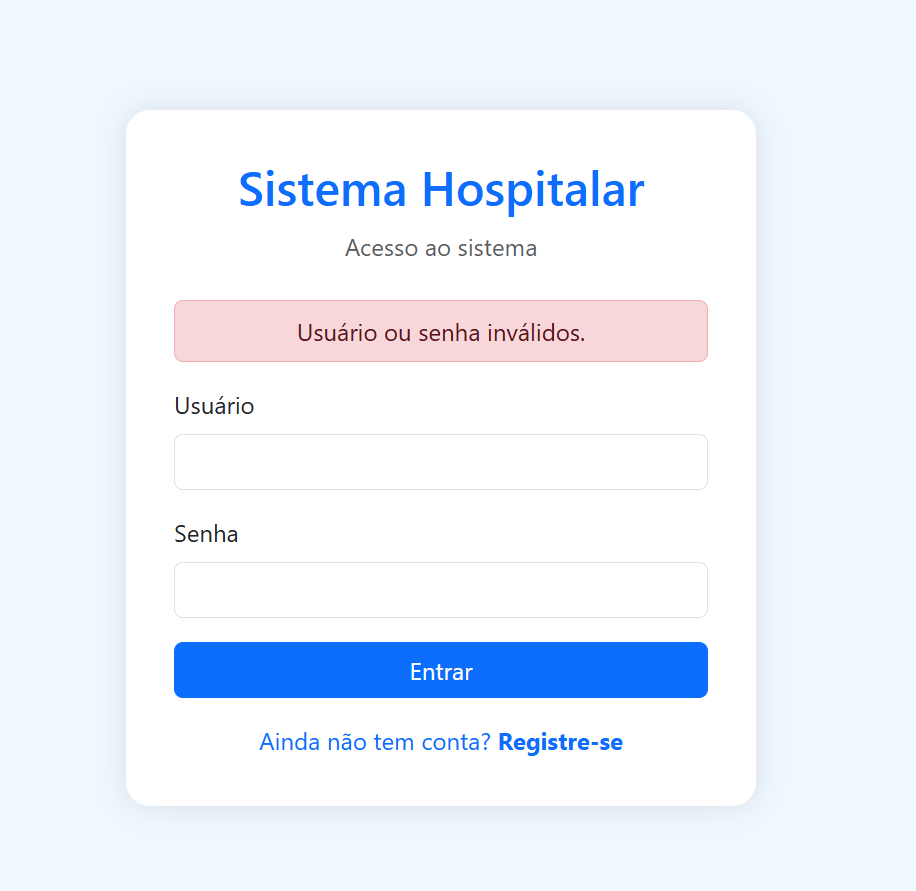 Sistema Hospitalar
Acesso ao sistema
Usuário ou senha inválidos.
Usuário
Senha
Entrar
Ainda não tem conta? Registre-se